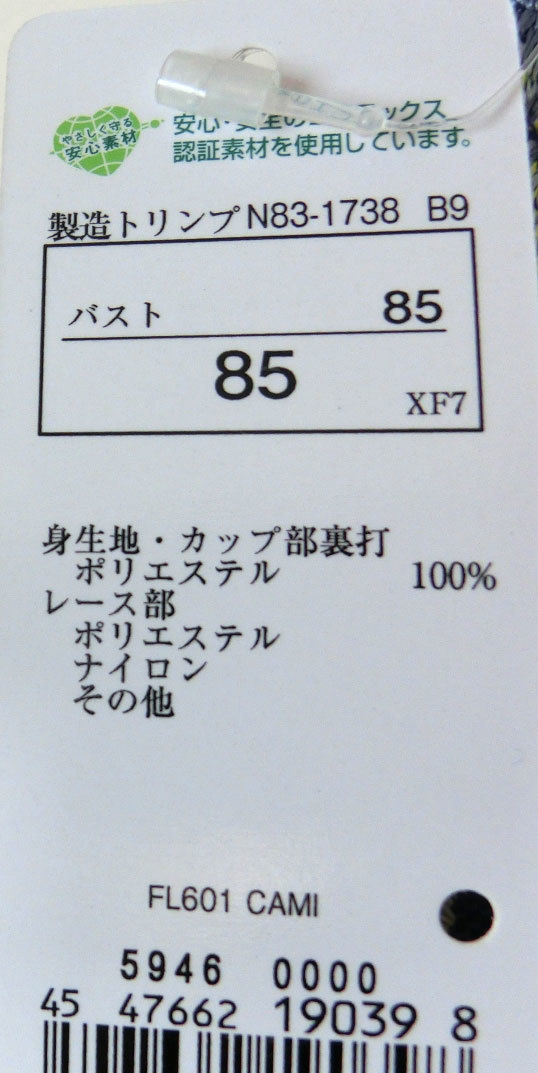 やさしく守る
安心素材
安心・安全の ックス
認証素材を使用しています。
製造トリンプN83-1738 B9
バスト 85
85
XF7
身生地・カップ部裏打
ポリエステル 100%
レース部
ポリエステル
ナイロン
その他
FL601 CAMI
5946 0000
45 47662 19039 8